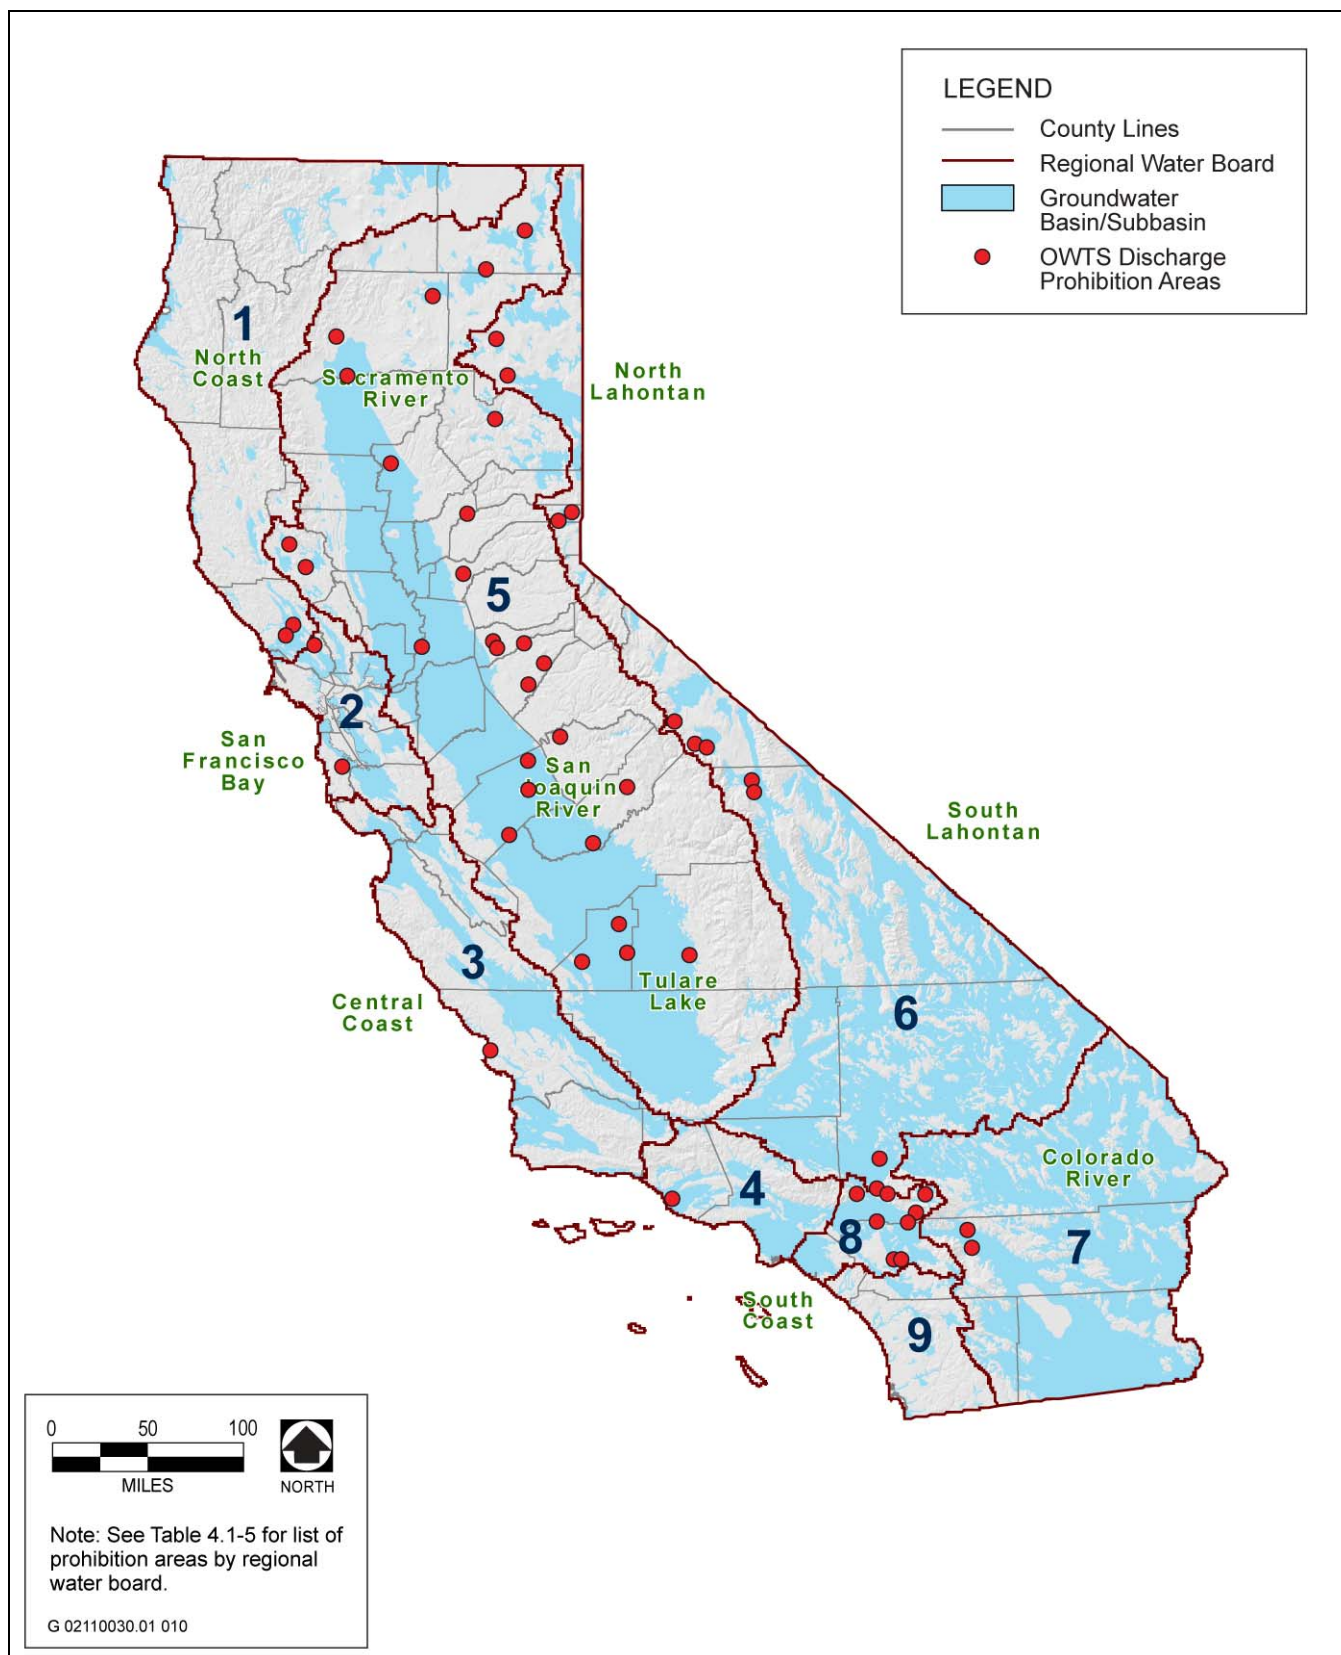 LEGEND
County Lines
Regional Water Board
Groundwater
Basin/Subbasin
OWTS Discharge
Prohibition Areas
1
North
Coast
Sacramento
River
North
Lahontan
5
2
San
Francisco
Bay
San
Joaquin
River
South
Lahontan
3
Central
Coast
Tulare
Lake
6
4
Colorado
River
8
7
South
Coast
9
0 50 100
MILES
NORTH
Note: See Table 4.1-5 for list of
prohibition areas by regional
water board.
G 02110030.01 010